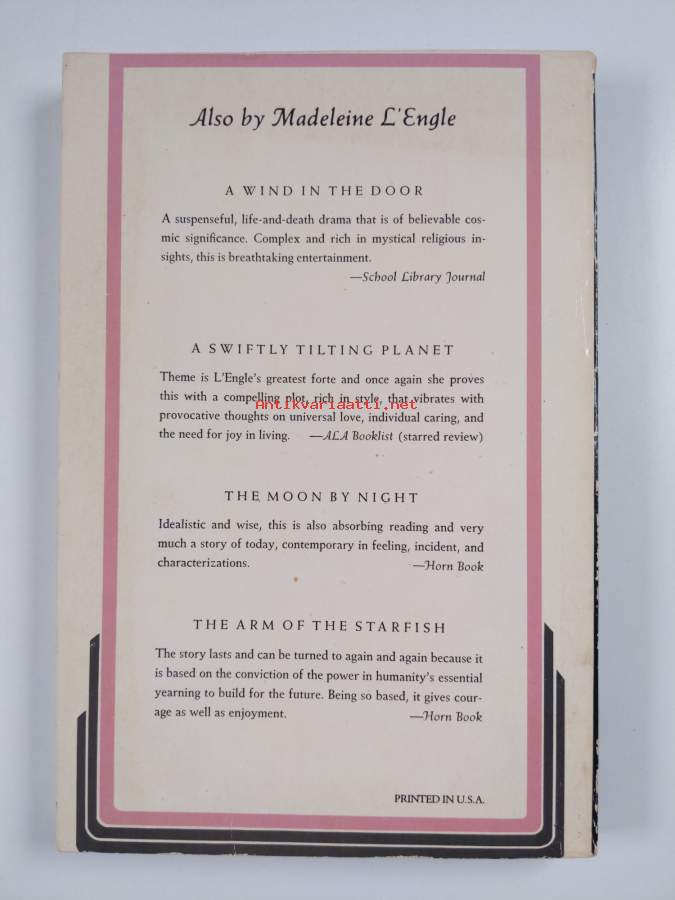 Also by Madeleine L'Engle
A WIND IN THE DOOR
A suspenseful, life-and-death drama that is of believable cos-
mic significance. Complex and rich in mystical religious in-
sights, this is breathtaking entertainment.
—School Library Journal
A SWIFTLY TILTING PLANET
Theme is L'Engle's greatest forte and once again she proves
this with a compelling plot, rich in style, that vibrates with
Antikvariaatti.net
provocative thoughts on universal love, individual caring, and
the need for joy in living. —ALA Booklist (starred review)
THE MOON BY NIGHT
Idealistic and wise, this is also absorbing reading and very
much a story of today, contemporary in feeling, incident, and
characterizations. —Horn Book
THE ARM OF THE STARFISH
The story lasts and can be turned to again and again because it
is based on the conviction of the power in humanity's essential
yearning to build for the future. Being so based, it gives cour-
age as well as enjoyment. —Horn Book
PRINTED IN U.S.A.